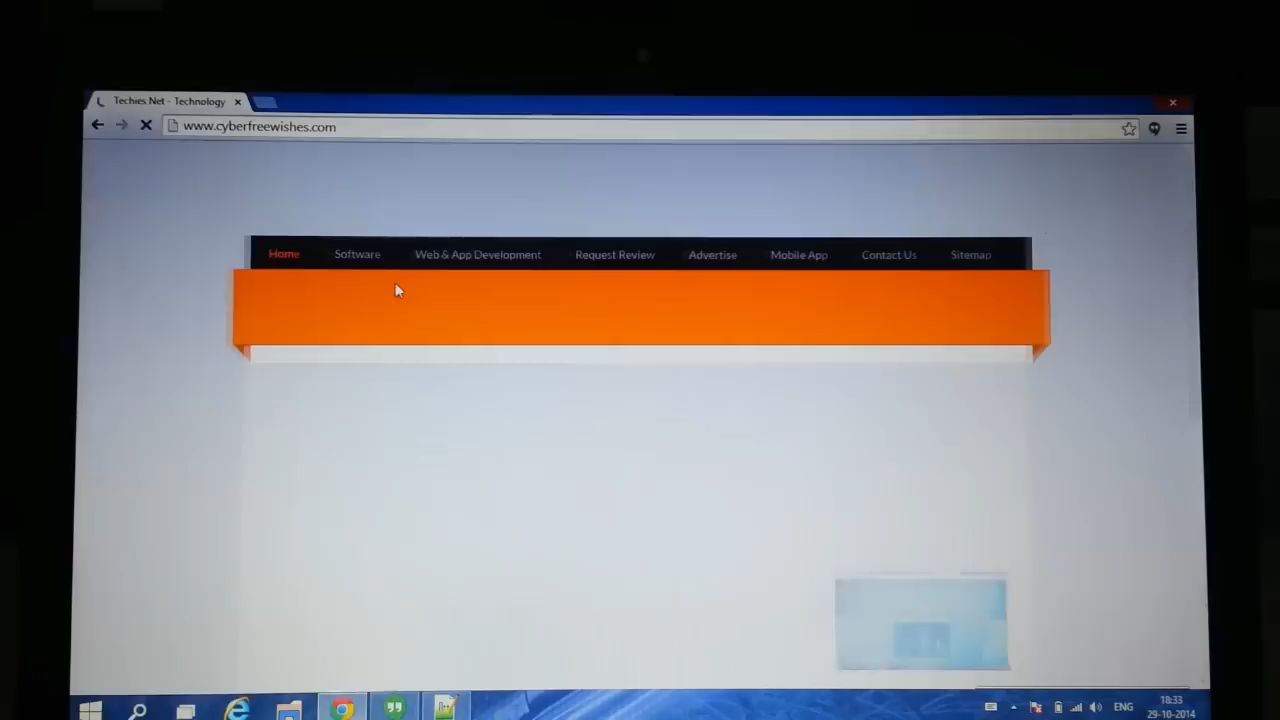 Techies Net - Technology
www.cyberfreewishes.com
Home Software Web & App Development Request Review Advertise Mobile App Contact Us Sitemap
ENG
18:33
29-10-2014